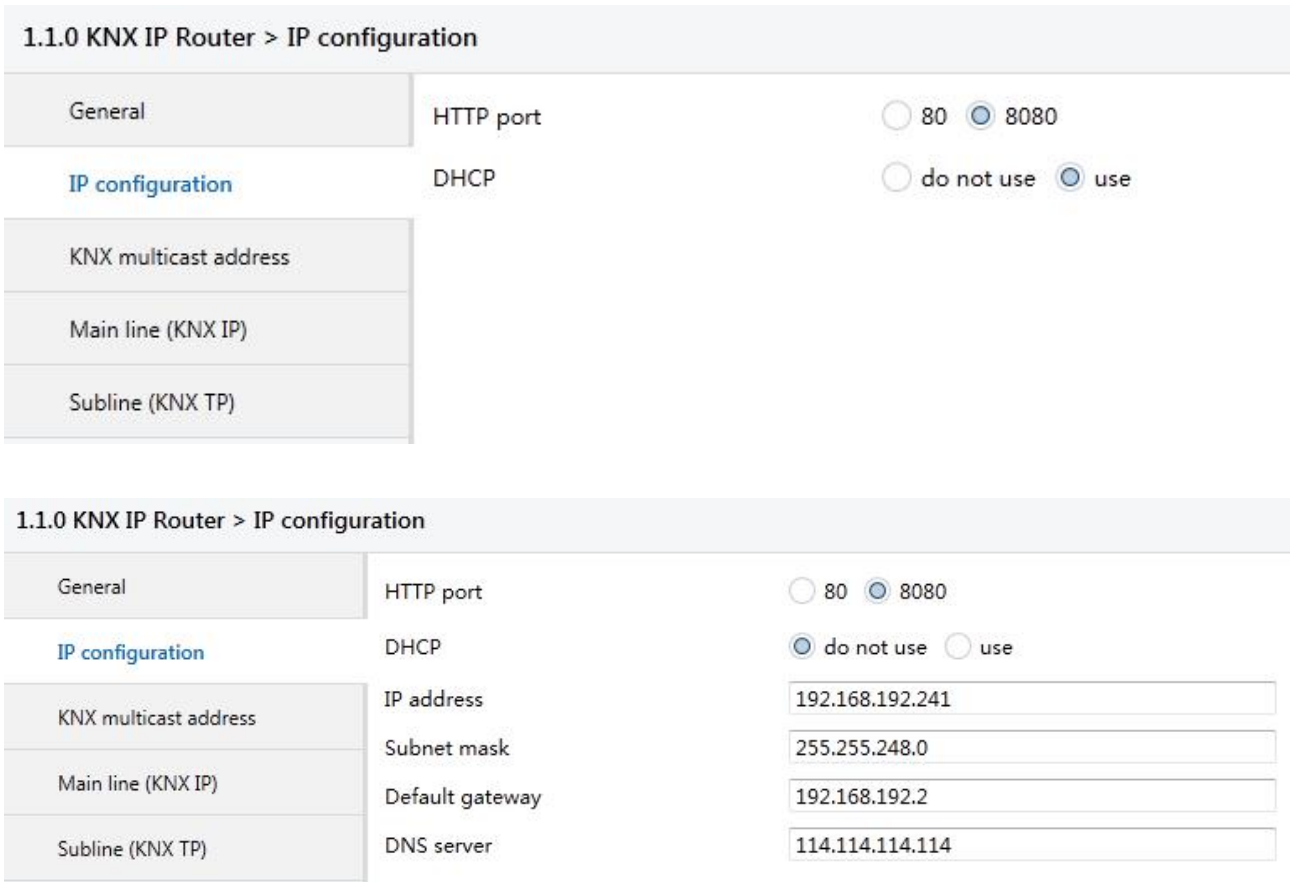 1.1.0 KNX IP Router > IP configuration
General
HTTP port 80 8080
IP configuration
DHCP do not use use
KNX multicast address
Main line (KNX IP)
Subline (KNX TP)
1.1.0 KNX IP Router > IP configuration
General
HTTP port 80 8080
IP configuration
DHCP do not use use
IP address 192.168.192.241
KNX multicast address
Subnet mask 255.255.248.0
Main line (KNX IP)
Default gateway 192.168.192.2
Subline (KNX TP)
DNS server 114.114.114.114